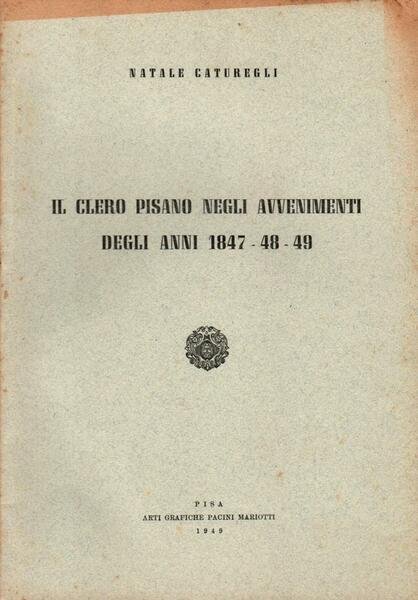 NATALE CATUREGLI
IL CLERO PISANO NEGLI AVVENIMENTI
DEGLI ANNI 1847 - 48 - 49
PISA
ARTI GRAFICHE PACINI MARIOTTI
1949